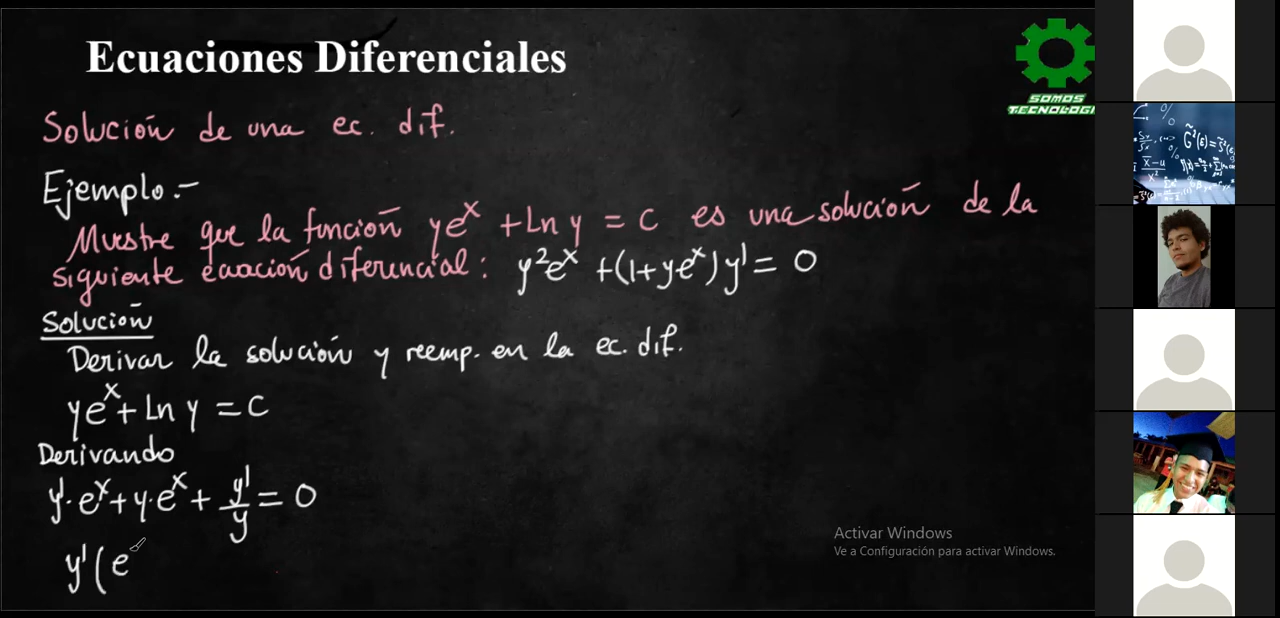 Ecuaciones Diferenciales
SOMOS
TECNOLOGI
Solución de una ec. dif.
Ejemplo.-
Muestre que la función ye^x + Ln y = c es una solución de la
siguiente ecuación diferencial: y²e^x + (1+ye^x) y' = 0
Solución
Derivar la solución y reemp. en la ec. dif.
ye^x + Ln y = c
Derivando
y'·e^x + y·e^x + y'/y = 0
y' (e
Activar Windows
Ve a Configuración para activar Windows.